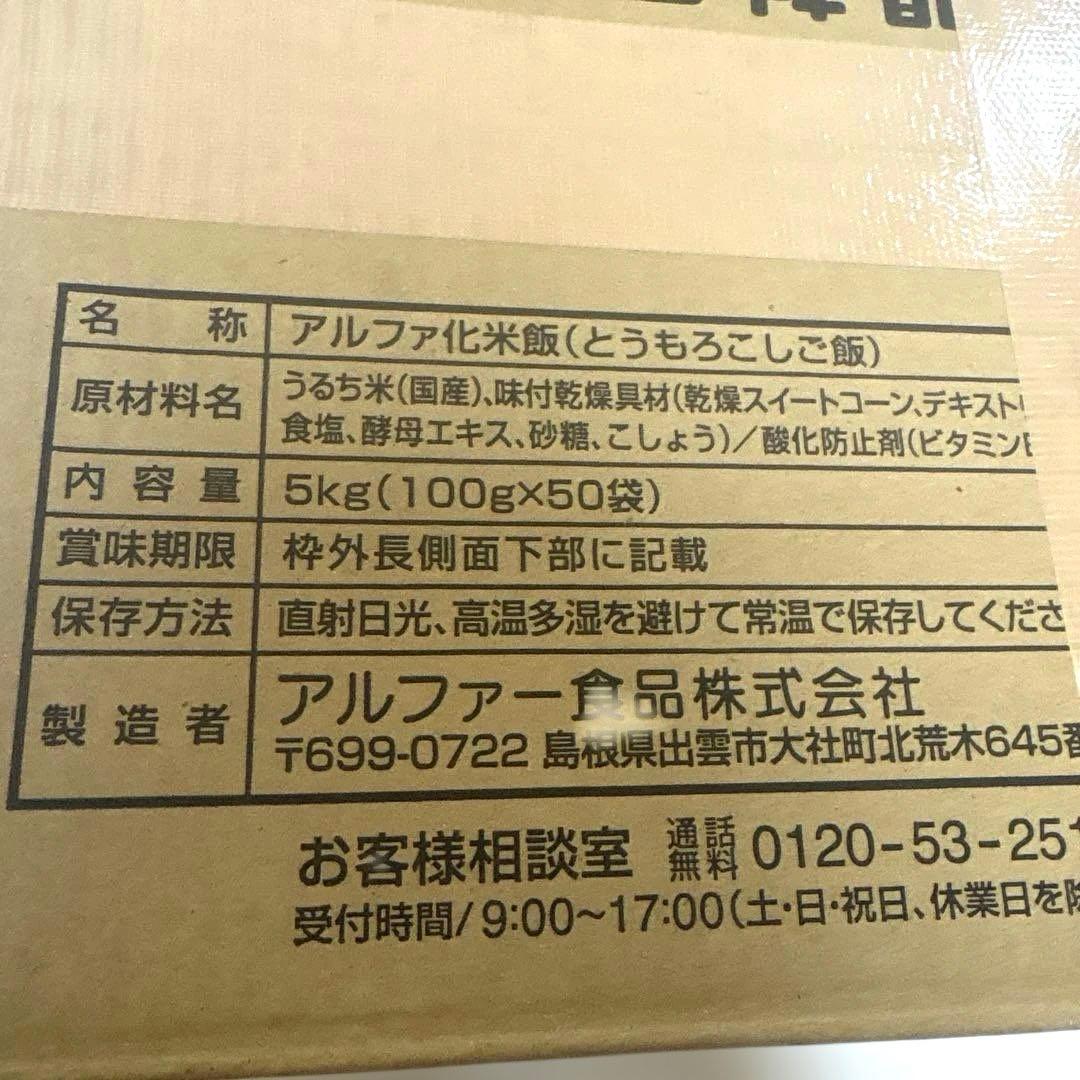 名称 アルファ化米飯(とうもろこしご飯)
原材料名 うるち米(国産)、味付乾燥具材(乾燥スイートコーン、デキスト
食塩、酵母エキス、砂糖、こしょう)/酸化防止剤(ビタミン
内容量 5kg(100g×50袋)
賞味期限 枠外長側面下部に記載
保存方法 直射日光、高温多湿を避けて常温で保存してくださ
製造者 アルファー食品株式会社
〒699-0722 島根県出雲市大社町北荒木645番
お客様相談室 通話無料 0120-53-25
受付時間/9:00~17:00(土・日・祝日、休業日を除